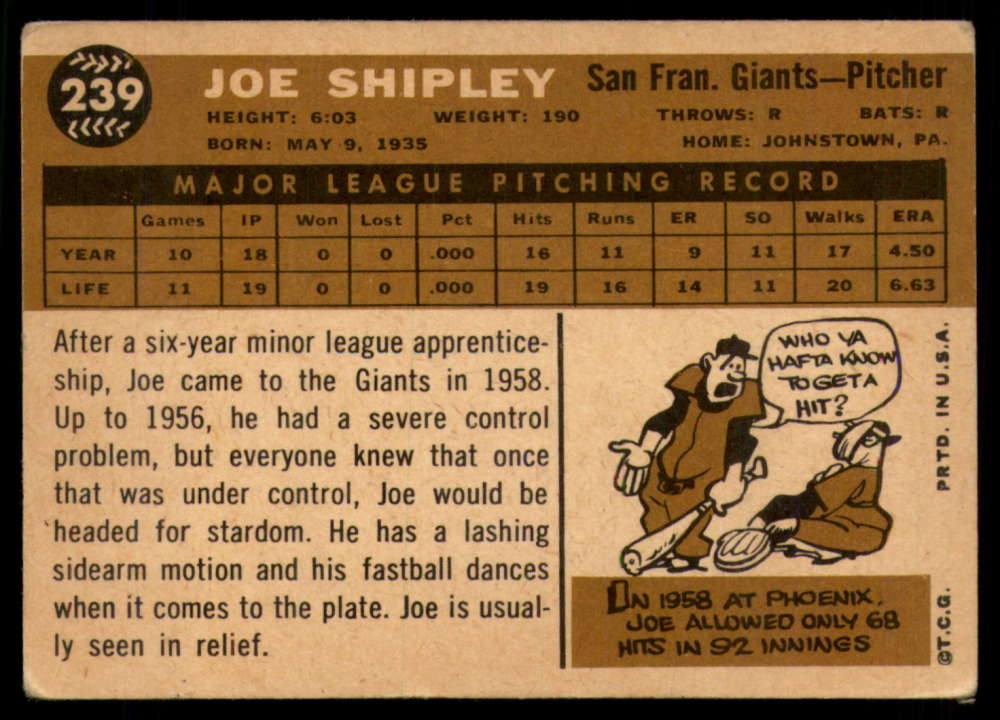 239
JOE SHIPLEY San Fran. Giants—Pitcher
HEIGHT: 6:03 WEIGHT: 190 THROWS: R BATS: R
BORN: MAY 9, 1935 HOME: JOHNSTOWN, PA.
MAJOR LEAGUE PITCHING RECORD
Games IP Won Lost Pct Hits Runs ER SO Walks ERA
YEAR 10 18 0 0 .000 16 11 9 11 17 4.50
LIFE 11 19 0 0 .000 19 16 14 11 20 6.63
After a six-year minor league apprentice-
ship, Joe came to the Giants in 1958.
Up to 1956, he had a severe control
problem, but everyone knew that once
that was under control, Joe would be
headed for stardom. He has a lashing
sidearm motion and his fastball dances
when it comes to the plate. Joe is usual-
ly seen in relief.
WHO YA
HAFTA KNOW
TO GET A
HIT?
IN 1958 AT PHOENIX,
JOE ALLOWED ONLY 68
HITS IN 92 INNINGS
PRTD. IN U.S.A.
©T.C.G.